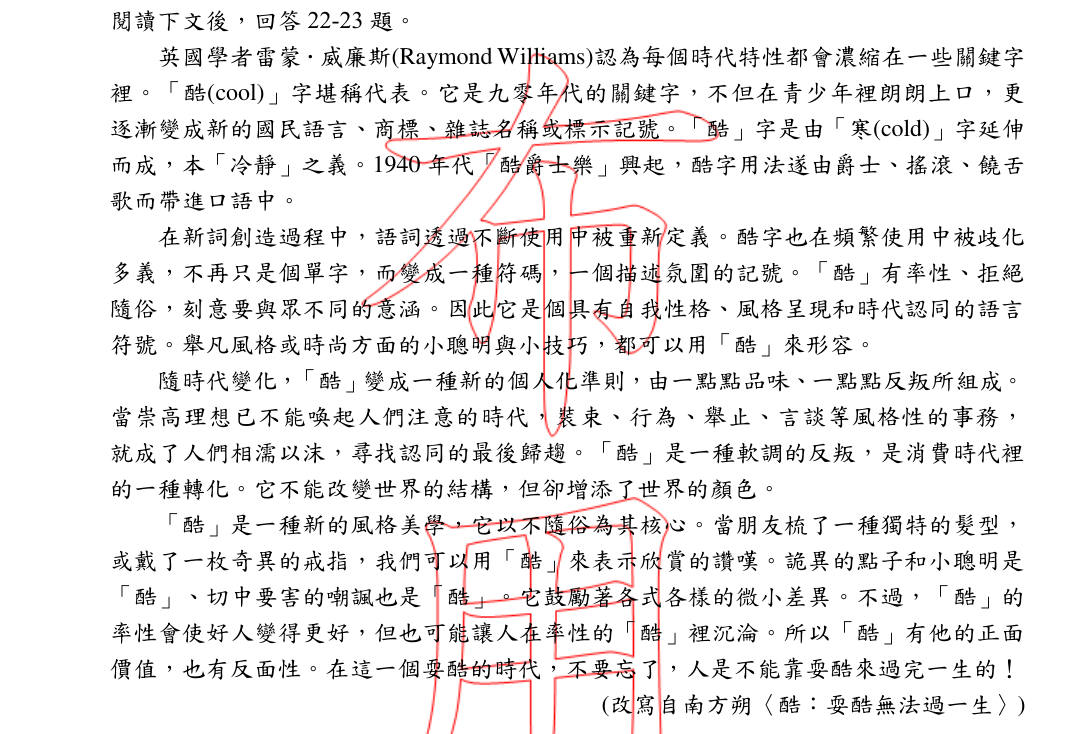 閱讀下文後，回答 22-23 題。
英國學者雷蒙·威廉斯(Raymond Williams)認為每個時代特性都會濃縮在一些關鍵字
裡。「酷(cool)」字堪稱代表。它是九零年代的關鍵字，不但在青少年裡朗朗上口，更
逐漸變成新的國民語言、商標、雜誌名稱或標示記號。「酷」字是由「寒(cold)」字延伸
而成，本「冷靜」之義。1940 年代「酷爵士樂」興起，酷字用法遂由爵士、搖滾、饒舌
歌而帶進口語中。
在新詞創造過程中，語詞透過不斷使用中被重新定義。酷字也在頻繁使用中被歧化
多義，不再只是個單字，而變成一種符碼，一個描述氛圍的記號。「酷」有率性、拒絕
隨俗，刻意要與眾不同的意涵。因此它是個具有自我性格、風格呈現和時代認同的語言
符號。舉凡風格或時尚方面的小聰明與小技巧，都可以用「酷」來形容。
隨時代變化，「酷」變成一種新的個人化準則，由一點點品味、一點點反叛所組成。
當崇高理想已不能喚起人們注意的時代，裝束、行為、舉止、言談等風格性的事務，
就成了人們相濡以沫，尋找認同的最後歸趨。「酷」是一種軟調的反叛，是消費時代裡
的一種轉化。它不能改變世界的結構，但卻增添了世界的顏色。
「酷」是一種新的風格美學，它以不隨俗為其核心。當朋友梳了一種獨特的髮型，
或戴了一枚奇異的戒指，我們可以用「酷」來表示欣賞的讚嘆。詭異的點子和小聰明是
「酷」、切中要害的嘲諷也是「酷」。它鼓勵著各式各樣的微小差異。不過，「酷」的
率性會使好人變得更好，但也可能讓人在率性的「酷」裡沉淪。所以「酷」有他的正面
價值，也有反面性。在這一個耍酷的時代，不要忘了，人是不能靠耍酷來過完一生的！
(改寫自南方朔〈酷：耍酷無法過一生〉)
布